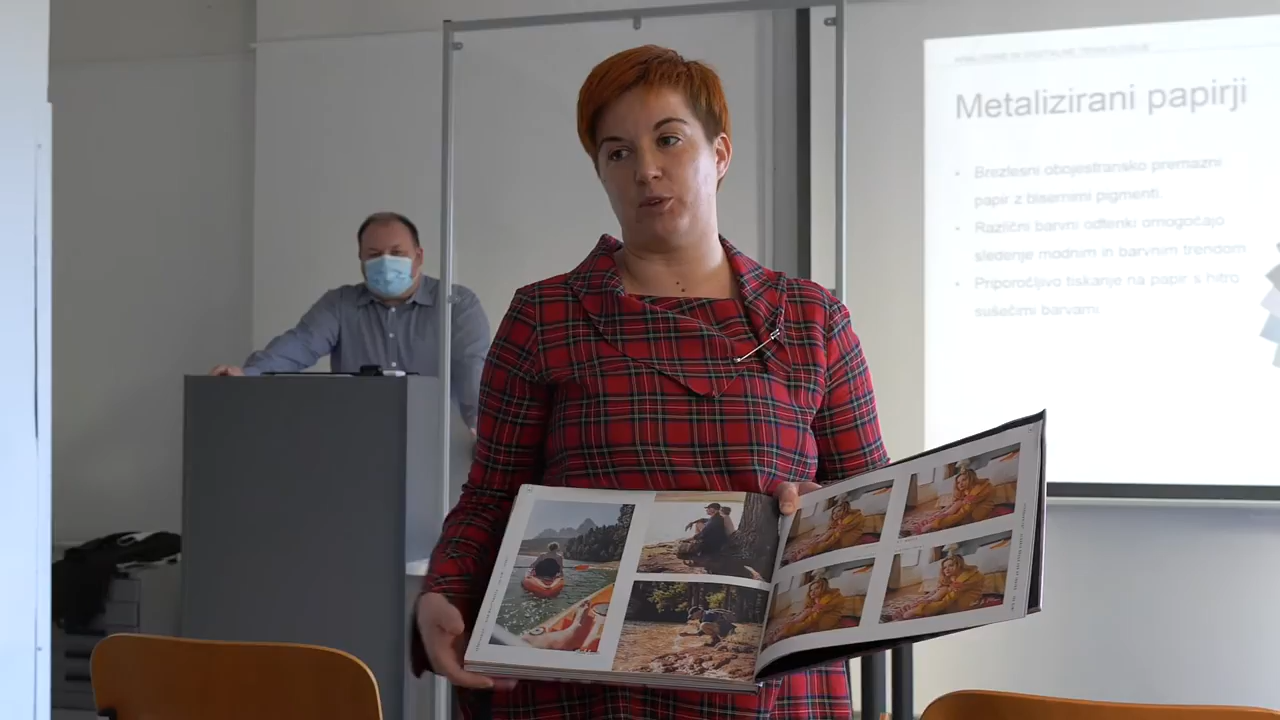 Metalizirani papirji
Brezlesni obojestransko premazni
papir z bisernimi pigmenti.
Različni barvni odtenki omogočajo
sledenje modnim in barvnim trendom
Priporočljivo tiskanje na papir s hitro
sušečimi barvami.